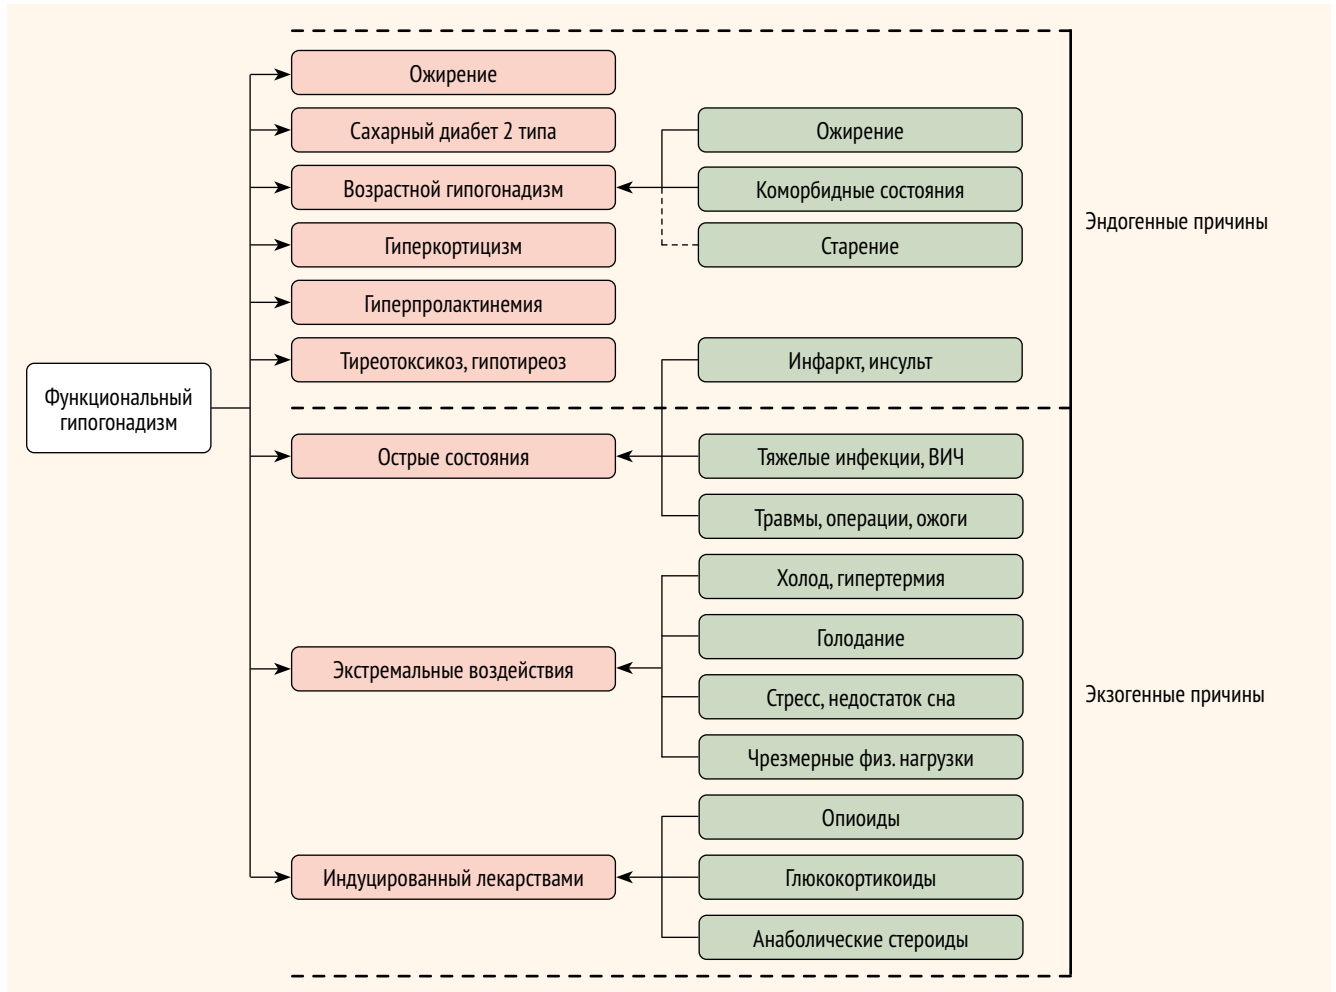 Ожирение
Сахарный диабет 2 типа
Ожирение
Возрастной гипогонадизм
Коморбидные состояния
Эндогенные причины
Гиперкортицизм
Старение
Гиперпролактинемия
Тиреотоксикоз, гипотиреоз
Инфаркт, инсульт
Функциональный
гипогонадизм
Острые состояния
Тяжелые инфекции, ВИЧ
Травмы, операции, ожоги
Холод, гипертермия
Голодание
Экстремальные воздействия
Стресс, недостаток сна
Экзогенные причины
Чрезмерные физ. нагрузки
Опиоиды
Индуцированный лекарствами
Глюкокортикоиды
Анаболические стероиды